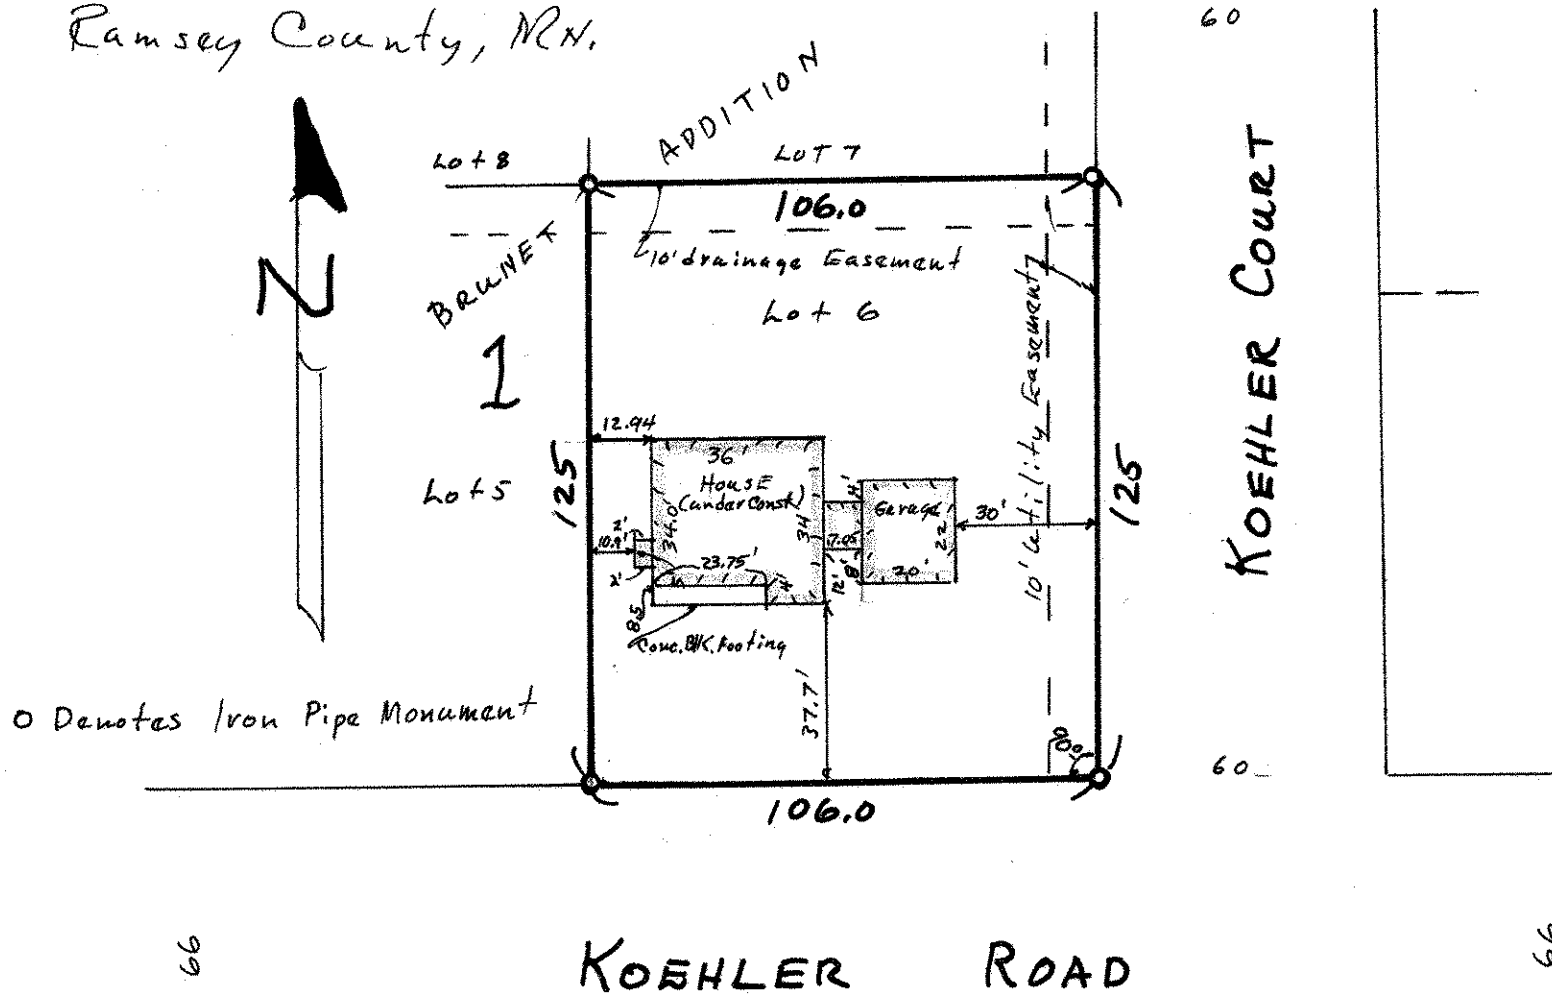 Ramsey County, MN.
60
ADDITION
Lot 8
LOT 7
106.0
BRUNET
10' drainage Easement
Lot 6
N
1
KOEHLER COURT
10' Utility Easement
12.94
36'
House
(under Const.)
34.0'
34'
4'
Garage
22
20'
30'
125
125
Lot 5
2'
10.9'
2'
23.75'
4'
7.05
8'
12'
8.5
Conc. Blk. Footing
37.7'
O Denotes Iron Pipe Monument
90°
60
106.0
66
66
KOEHLER ROAD